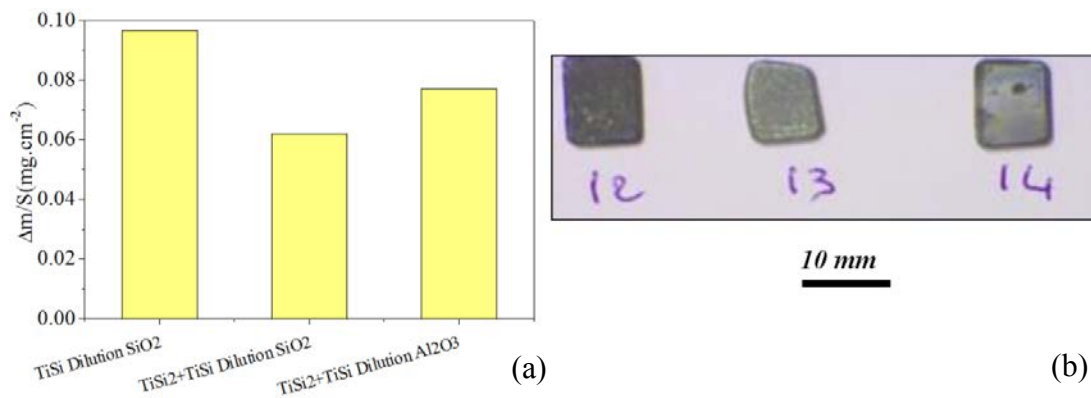 0.10
0.08
0.06
0.04
0.02
0.00
Δm/S(mg.cm-2)
TiSi Dilution SiO2
TiSi2+TiSi Dilution SiO2
TiSi2+TiSi Dilution Al2O3
(a)
12 13 14
10 mm
(b)